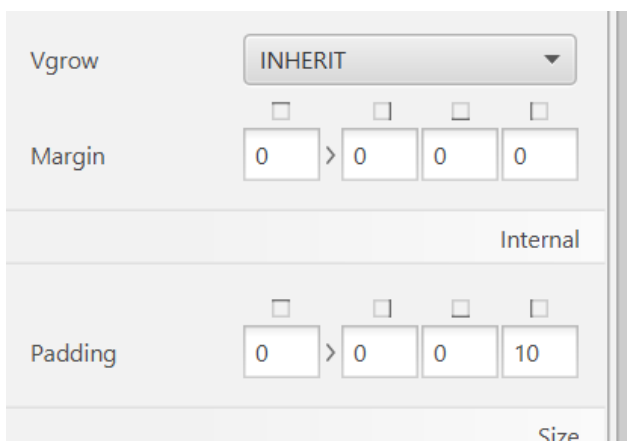 Vgrow INHERIT
Margin 0 > 0 0 0
Internal
Padding 0 > 0 0 10
Size